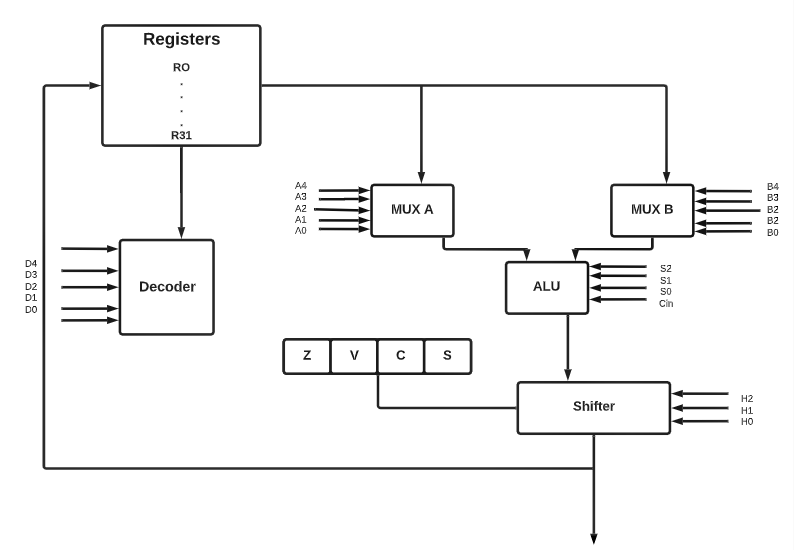 Registers
RO
.
.
.
.
R31
A4
A3
A2
A1
A0
MUX A
MUX B
B4
B3
B2
B2
B0
D4
D3
D2
D1
D0
Decoder
ALU
S2
S1
S0
Cin
Z V C S
Shifter
H2
H1
H0